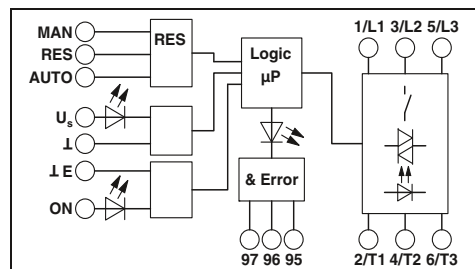 MAN
RES
AUTO
RES
Logic
µP
1/L1 3/L2 5/L3
Us
⊥
⊥ E
ON
& Error
97 96 95
2/T1 4/T2 6/T3